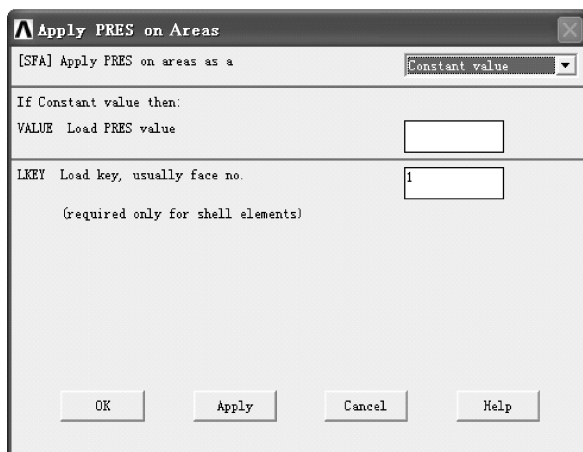 Apply PRES on Areas
[SFA] Apply PRES on areas as a
Constant value
If Constant value then:
VALUE Load PRES value
LKEY Load key, usually face no.
1
(required only for shell elements)
OK Apply Cancel Help